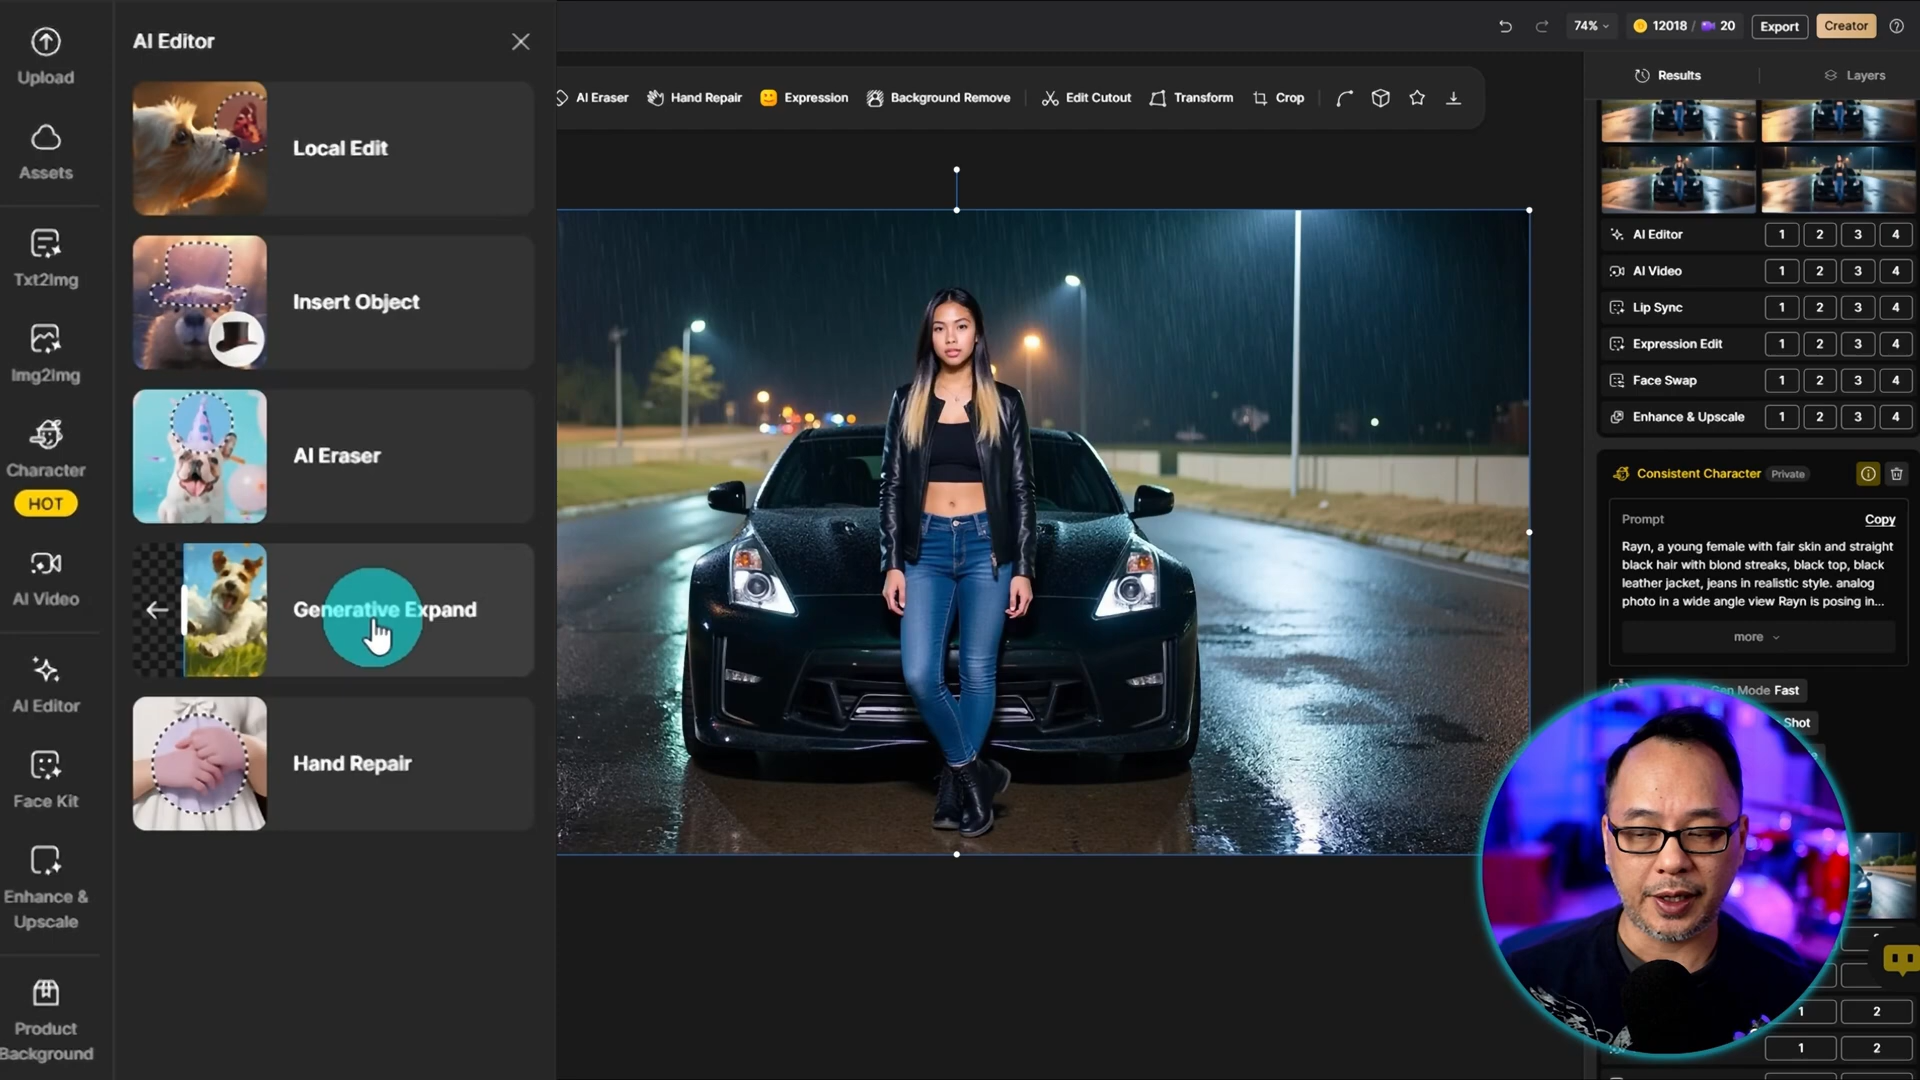 Upload
Assets
Txt2Img
Img2Img
Character
HOT
AI Video
AI Editor
Face Kit
Enhance &
Upscale
Product
Background
AI Editor
Local Edit
Insert Object
AI Eraser
Generative Expand
Hand Repair
AI Eraser
Hand Repair
Expression
Background Remove
Edit Cutout
Transform
Crop
74%
12018 / 20
Export
Creator
Results
Layers
AI Editor 1 2 3 4
AI Video 1 2 3 4
Lip Sync 1 2 3 4
Expression Edit 1 2 3 4
Face Swap 1 2 3 4
Enhance & Upscale 1 2 3 4
Consistent Character Private
Prompt Copy
Rayn, a young female with fair skin and straight
black hair with blond streaks, black top, black
leather jacket, jeans in realistic style. analog
photo in a wide angle view Rayn is posing in...
more
Gen Mode Fast
Shot
1 2
1 2